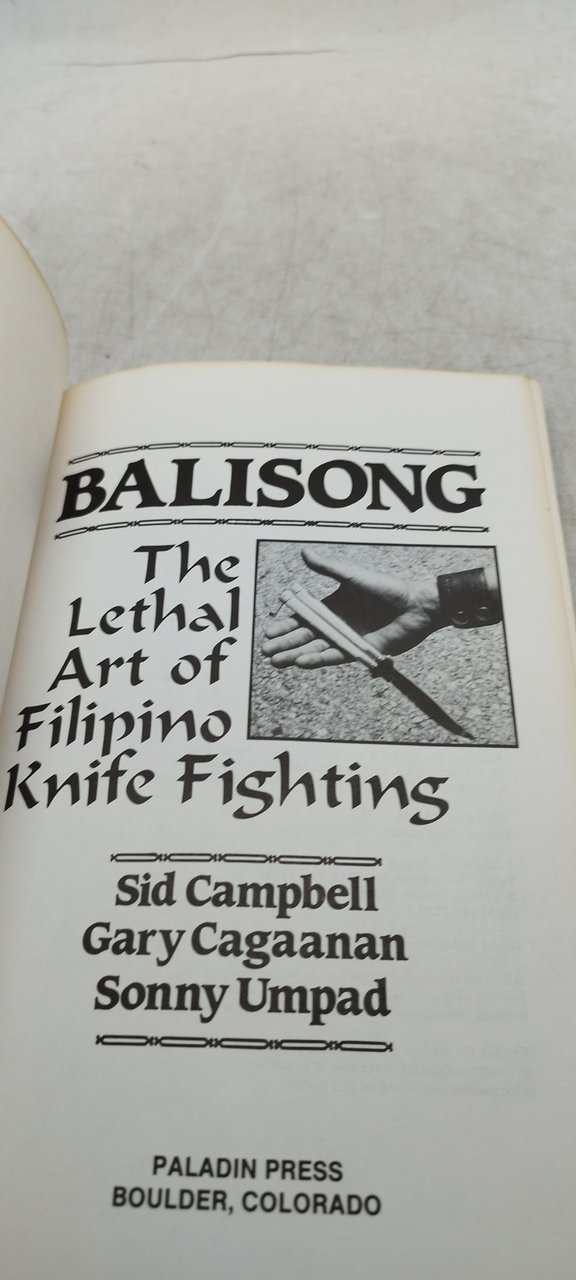 BALISONG
The
Lethal
Art of
Filipino
Knife Fighting
Sid Campbell
Gary Cagaanan
Sonny Umpad
PALADIN PRESS
BOULDER, COLORADO